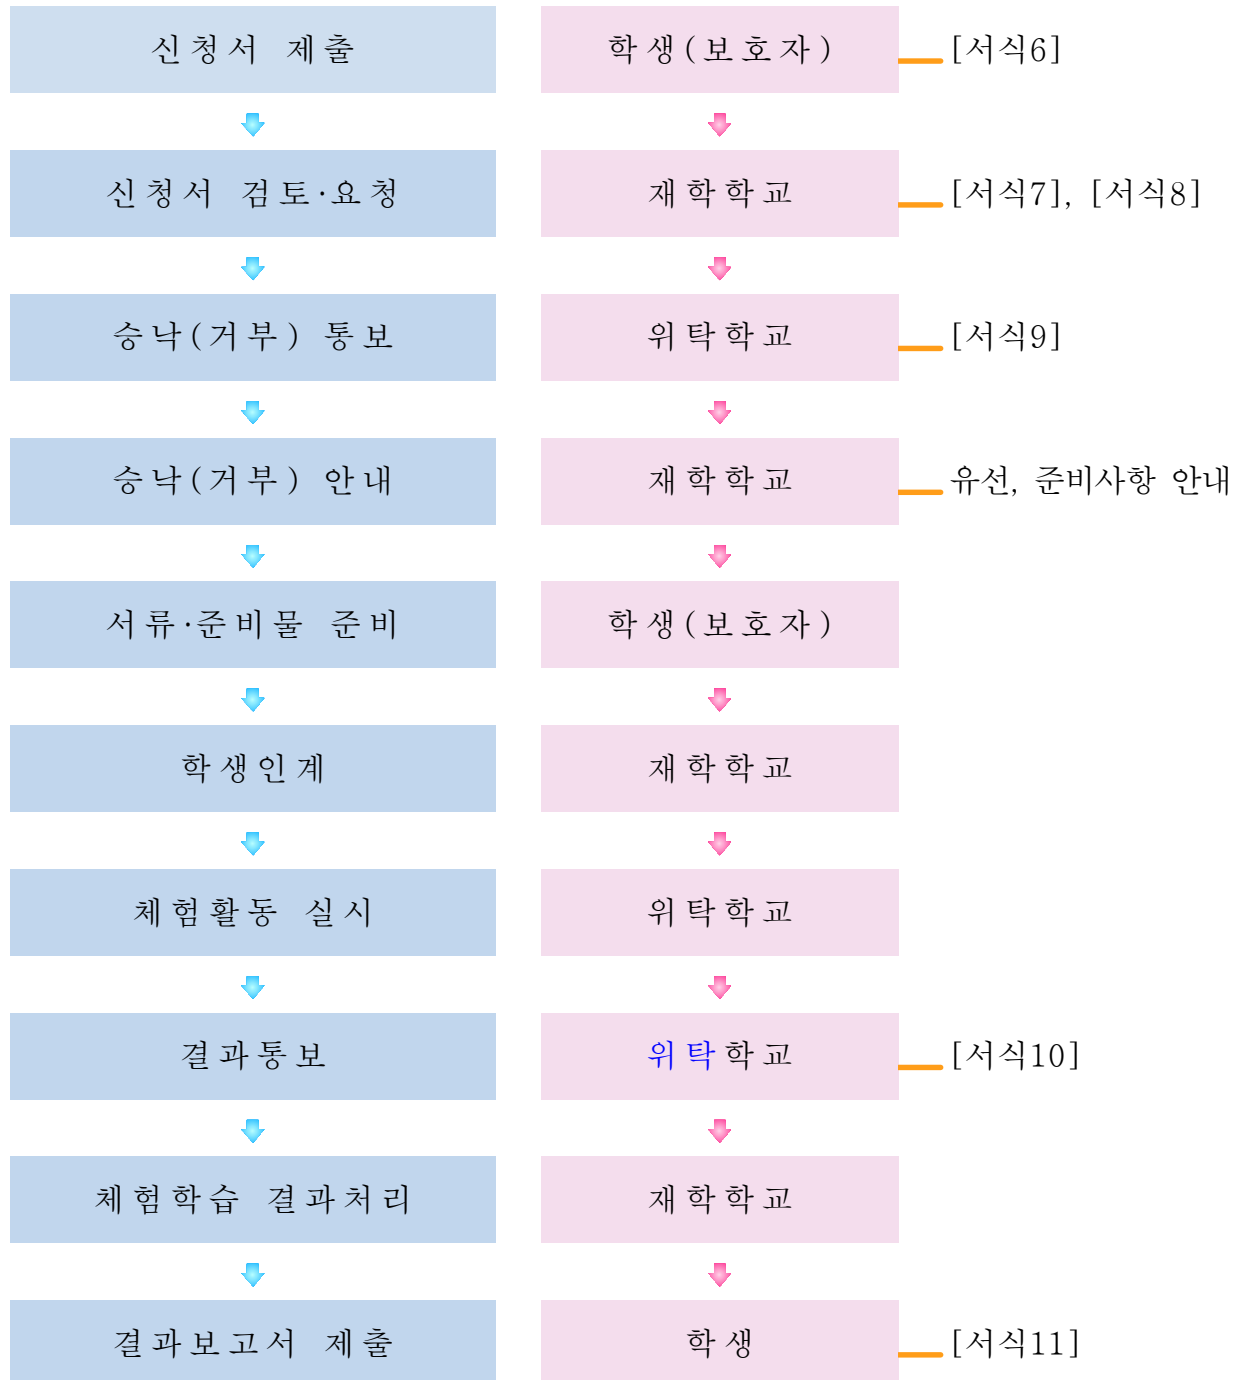 신청서 제출 학생(보호자) [서식6]
신청서 검토·요청 재학학교 [서식7], [서식8]
승낙(거부) 통보 위탁학교 [서식9]
승낙(거부) 안내 재학학교 유선, 준비사항 안내
서류·준비물 준비 학생(보호자)
학생인계 재학학교
체험활동 실시 위탁학교
결과통보 위탁학교 [서식10]
체험학습 결과처리 재학학교
결과보고서 제출 학생 [서식11]